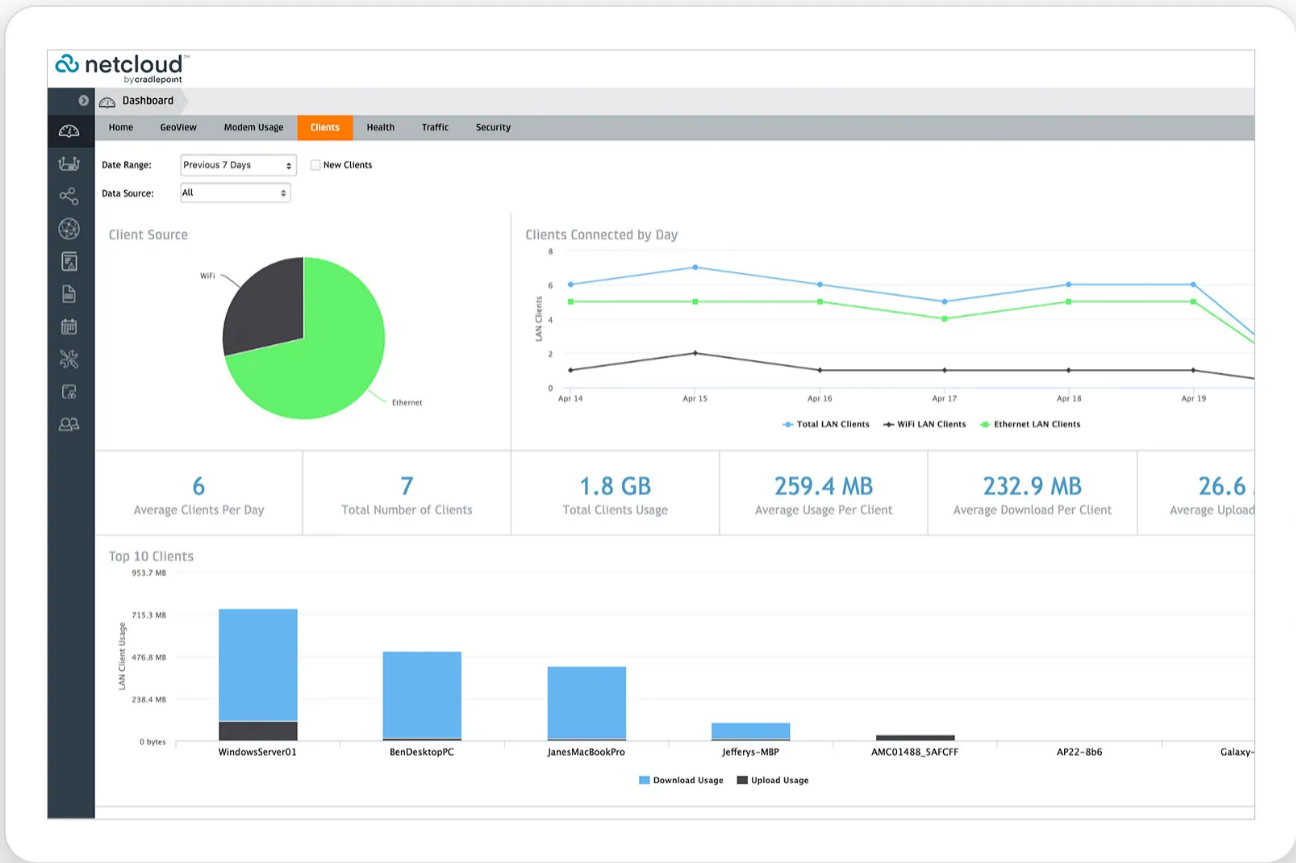 netcloud™
by cradlepoint
Dashboard
Home GeoView Modem Usage Clients Health Traffic Security
Date Range: Previous 7 Days New Clients
Data Source: All
Client Source
WiFi
Ethernet
Clients Connected by Day
LAN Clients
8
6
4
2
0
Apr 14 Apr 15 Apr 16 Apr 17 Apr 18 Apr 19
Total LAN Clients WiFi LAN Clients Ethernet LAN Clients
6
Average Clients Per Day
7
Total Number of Clients
1.8 GB
Total Clients Usage
259.4 MB
Average Usage Per Client
232.9 MB
Average Download Per Client
26.6
Average Upload
Top 10 Clients
LAN Client Usage
953.7 MB
715.3 MB
476.8 MB
238.4 MB
0 bytes
WindowsServer01 BenDesktopPC JanesMacBookPro Jefferys-MBP AMC01488_5AFCFF AP22-8b6 Galaxy-
Download Usage Upload Usage